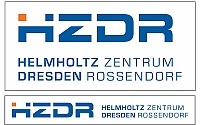 HZDR
HELMHOLTZ ZENTRUM
DRESDEN ROSSENDORF
HZDR
HELMHOLTZ ZENTRUM
DRESDEN ROSSENDORF